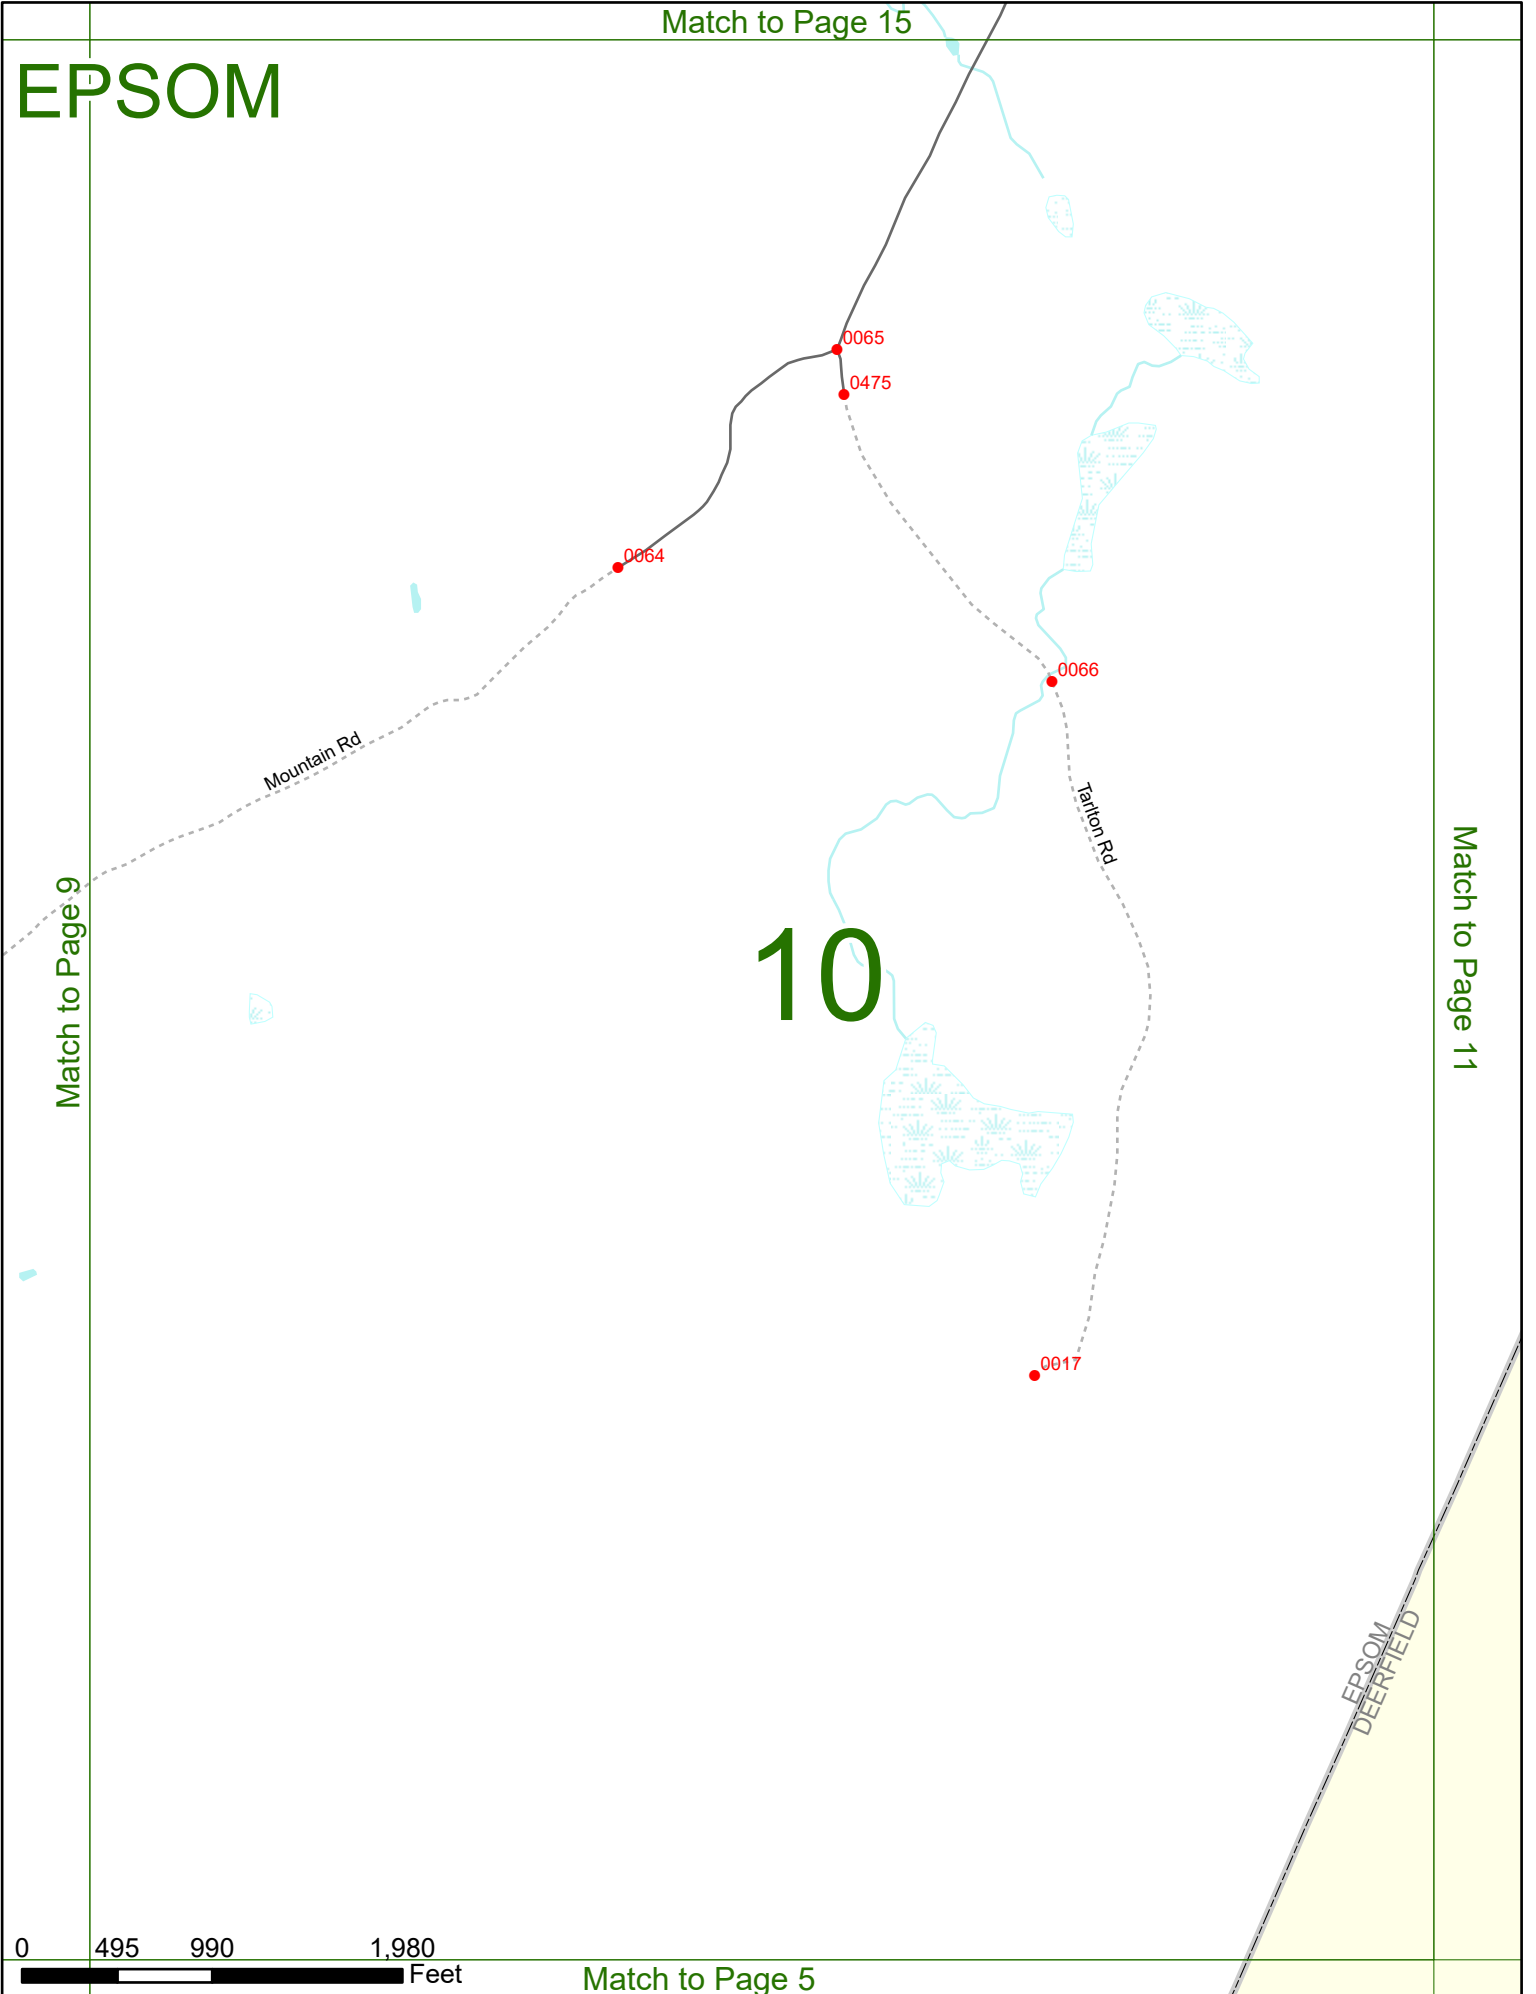 Match to Page 15
EPSOM
0065
0475
0064
0066
Mountain Rd
Tarlton Rd
Match to Page 9
Match to Page 11
10
0017
EPSOM
DEERFIELD
0 495 990 1,980
Feet
Match to Page 5